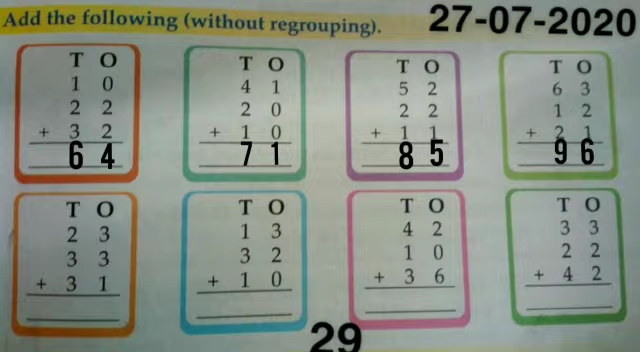 Add the following (without regrouping). 27-07-2020
T O T O T O T O
1 0 4 1 5 2 6 3
2 2 2 0 2 2 1 2
+ 3 2 + 1 0 + 1 1 + 2 1
6 4 7 1 8 5 9 6
T O T O T O T O
2 3 1 3 4 2 3 3
3 3 3 2 1 0 2 2
+ 3 1 + 1 0 + 3 6 + 4 2
29